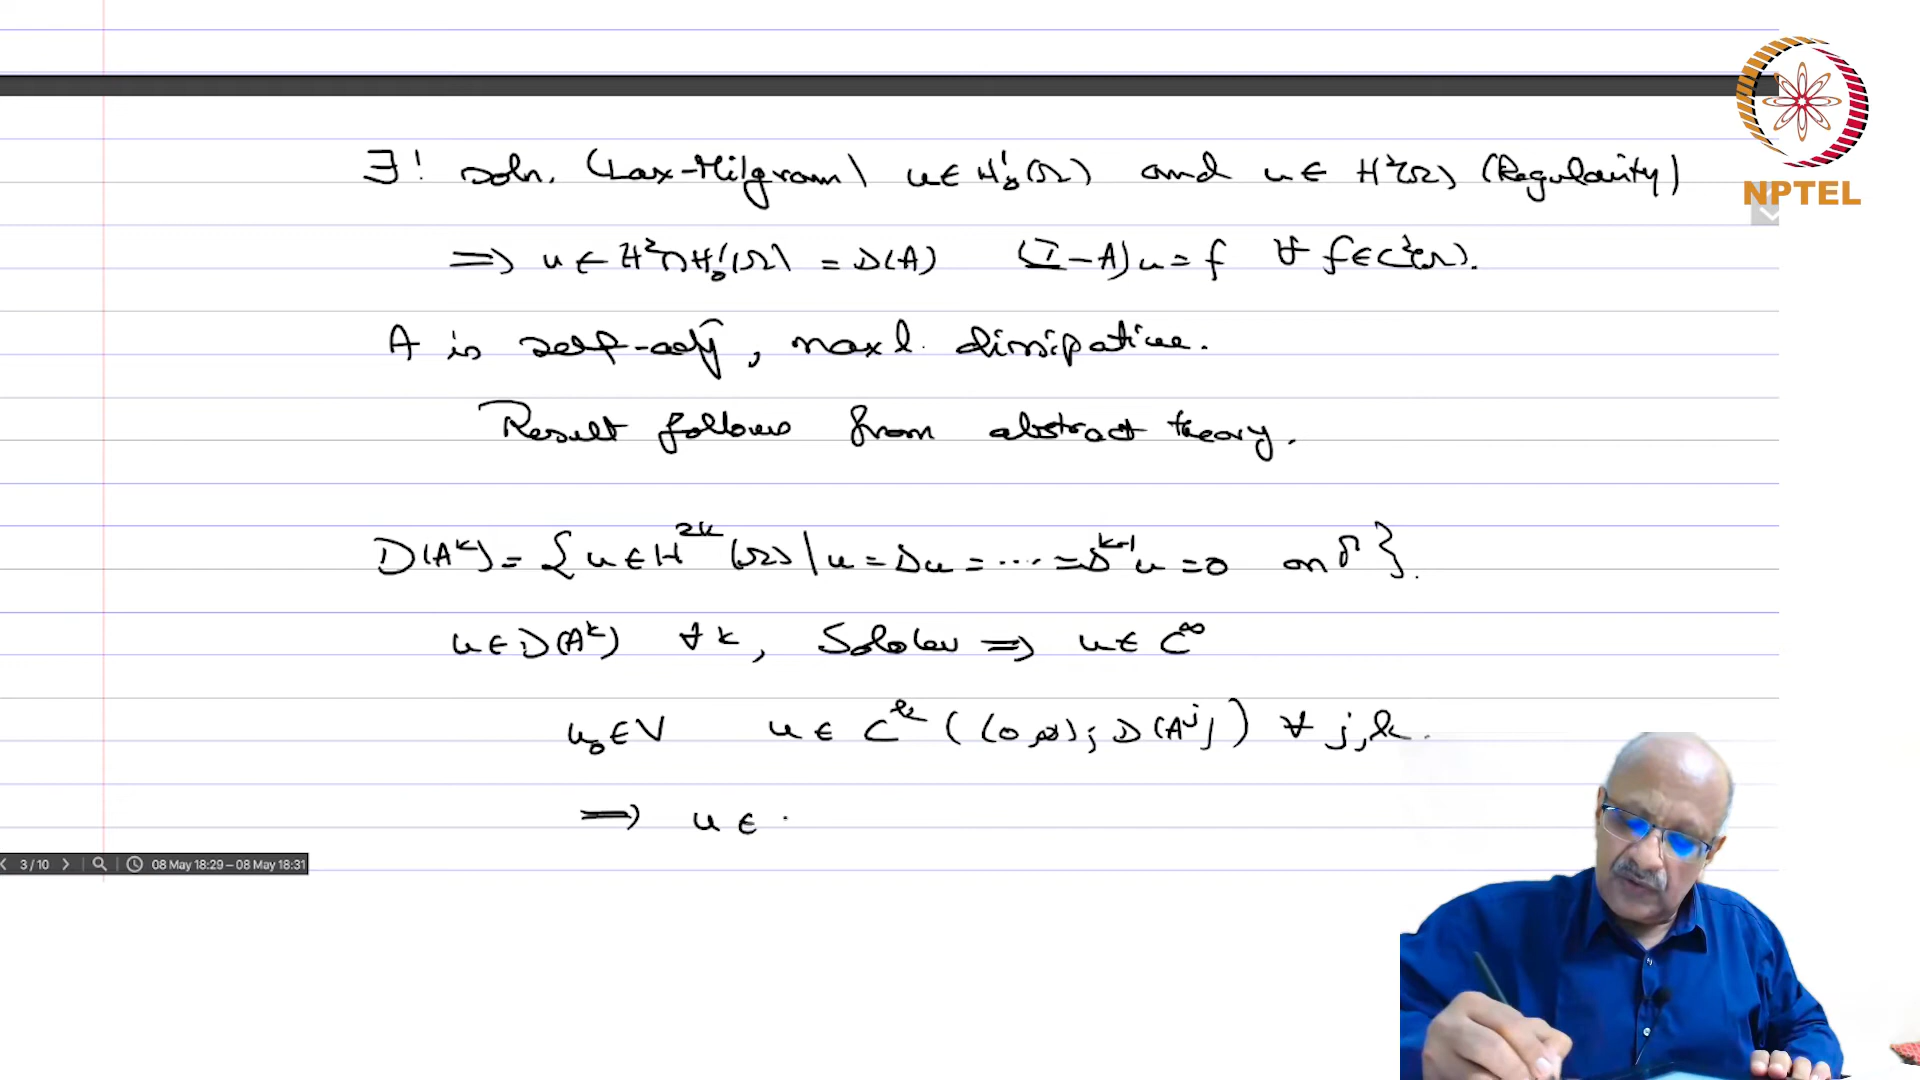 ∃! soln. (Lax-Milgram) u ∈ H¹₀(Ω) and u ∈ H²(Ω) (Regularity)
NPTEL
⇒ u ∈ H²∩H¹₀(Ω) = D(A) (I-A)u = f ∀ f ∈ L²(Ω).
A is self-adj, maxl. dissipative.
Result follows from abstract theory.
D(Aᵏ) = {u ∈ H²ᵏ(Ω) | u = Δu = ⋯ = Δᵏ⁻¹u = 0 on Γ}.
u ∈ D(Aᵏ) ∀ k, Sobolev ⇒ u ∈ C^∞
u₀ ∈ V u ∈ Cᵏ((0,∞); D(Aʲ)) ∀ j,k.
⇒ u ∈ ·
3 / 10 08 May 18:29 – 08 May 18:31